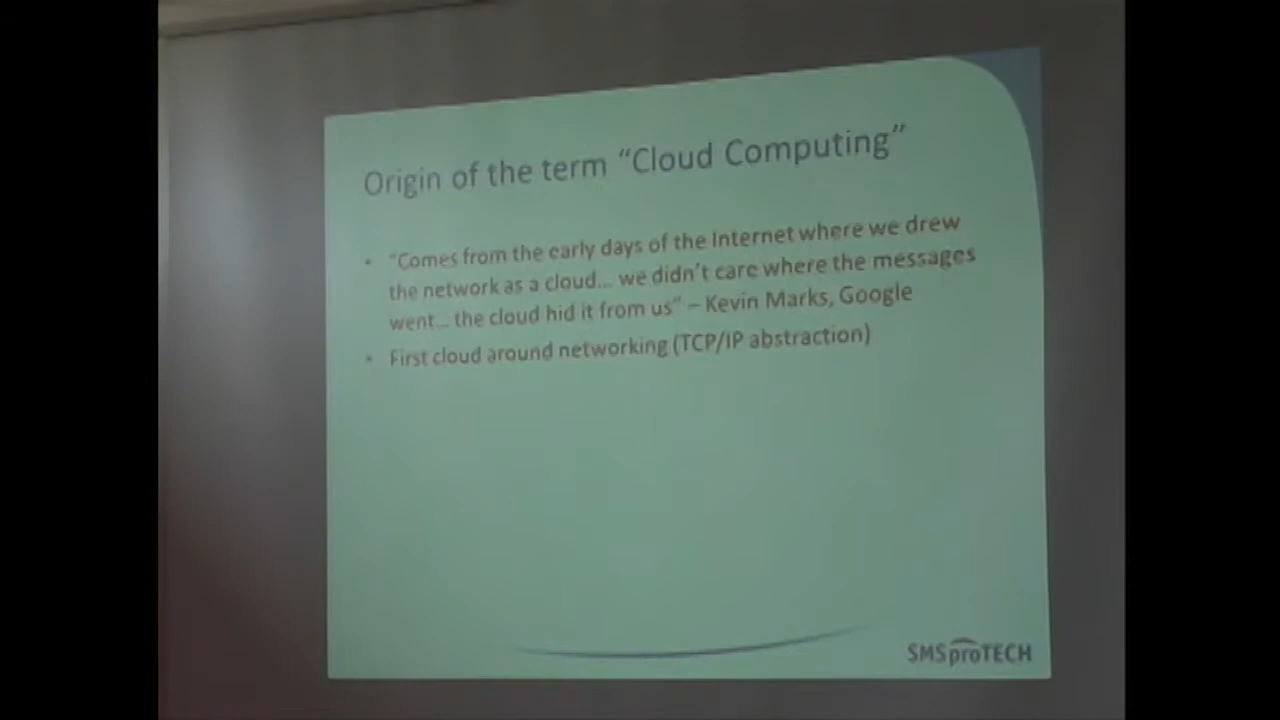 Origin of the term “Cloud Computing”
• “Comes from the early days of the Internet where we drew
the network as a cloud... we didn’t care where the messages
went... the cloud hid it from us” – Kevin Marks, Google
• First cloud around networking (TCP/IP abstraction)
SMSproTECH